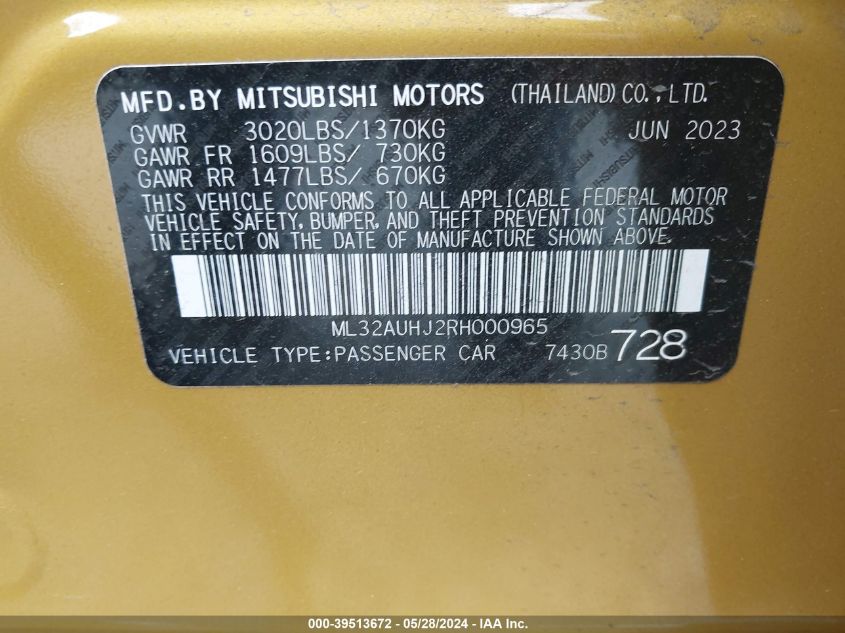 MFD.BY MITSUBISHI MOTORS (THAILAND) CO., LTD.
GVWR 3020LBS/1370KG JUN 2023
GAWR FR 1609LBS/ 730KG
GAWR RR 1477LBS/ 670KG
THIS VEHICLE CONFORMS TO ALL APPLICABLE FEDERAL MOTOR
VEHICLE SAFETY, BUMPER, AND THEFT PREVENTION STANDARDS
IN EFFECT ON THE DATE OF MANUFACTURE SHOWN ABOVE.
ML32AUHJ2RH000965
VEHICLE TYPE:PASSENGER CAR 7430B 728
000-39513672 - 05/28/2024 - IAA Inc.